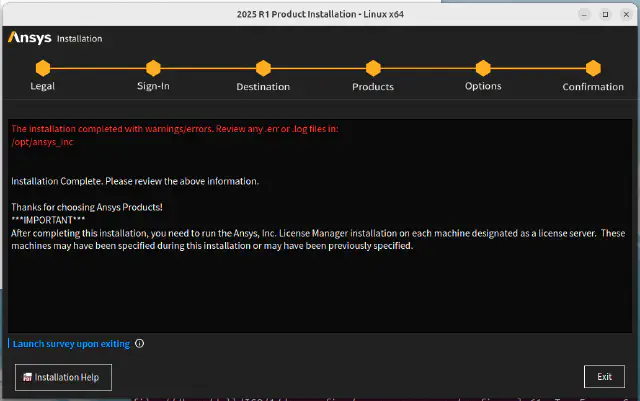 2025 R1 Product Installation - Linux x64
Ansys Installation
Legal Sign-In Destination Products Options Confirmation
The installation completed with warnings/errors. Review any .err or .log files in:
/opt/ansys_inc
Installation Complete. Please review the above information.
Thanks for choosing Ansys Products!
***IMPORTANT***
After completing this installation, you need to run the Ansys, Inc. License Manager installation on each machine designated as a license server. These
machines may have been specified during this installation or may have been previously specified.
Launch survey upon exiting
Installation Help
Exit